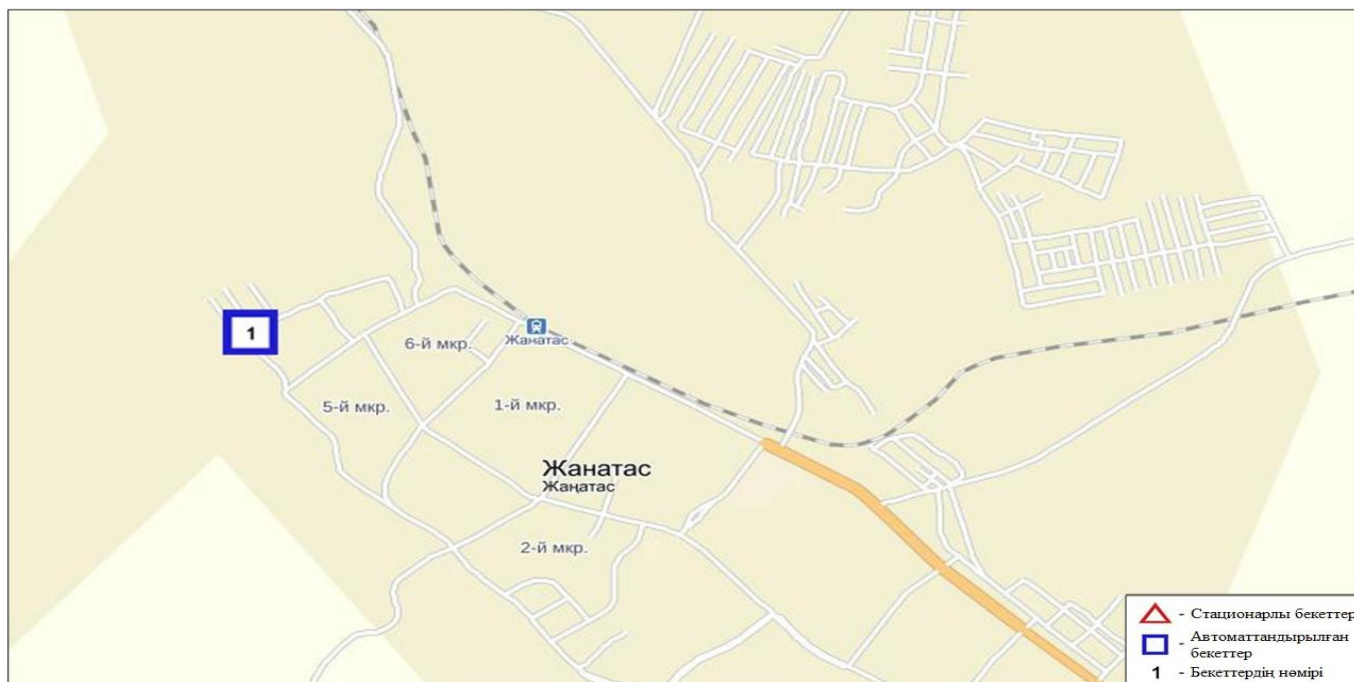 1
6-й мкр.
Жанатас
5-й мкр.
1-й мкр.
Жанатас
Жаңатас
2-й мкр.
- Стационарлы бекеттер
- Автоматтандырылған
бекеттер
1 - Бекеттердің нөмірі